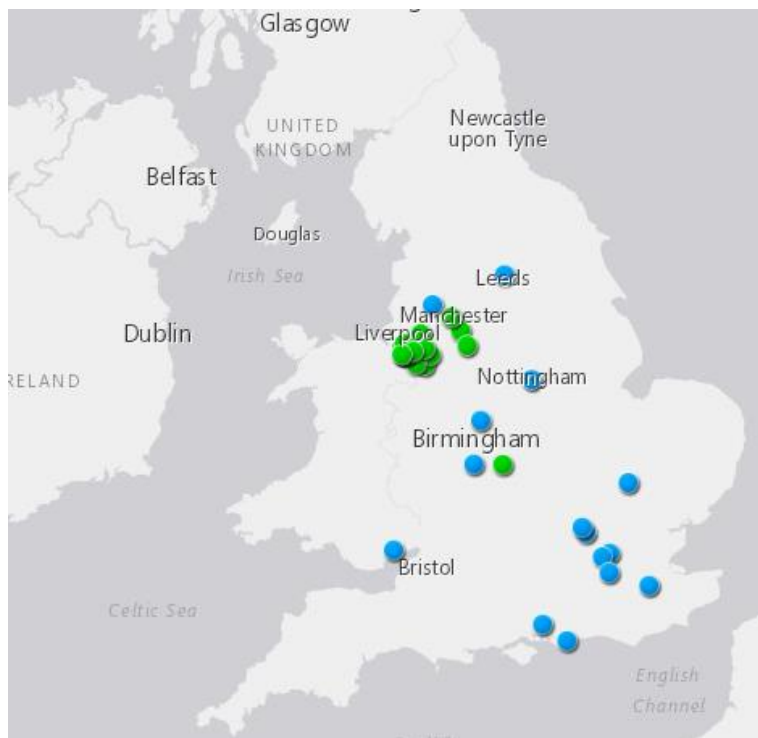 Glasgow
UNITED
KINGDOM
Newcastle
upon Tyne
Belfast
Douglas
Irish Sea
Leeds
Manchester
Liverpool
Dublin
RELAND
Nottingham
Birmingham
Bristol
Celtic Sea
English
Channel